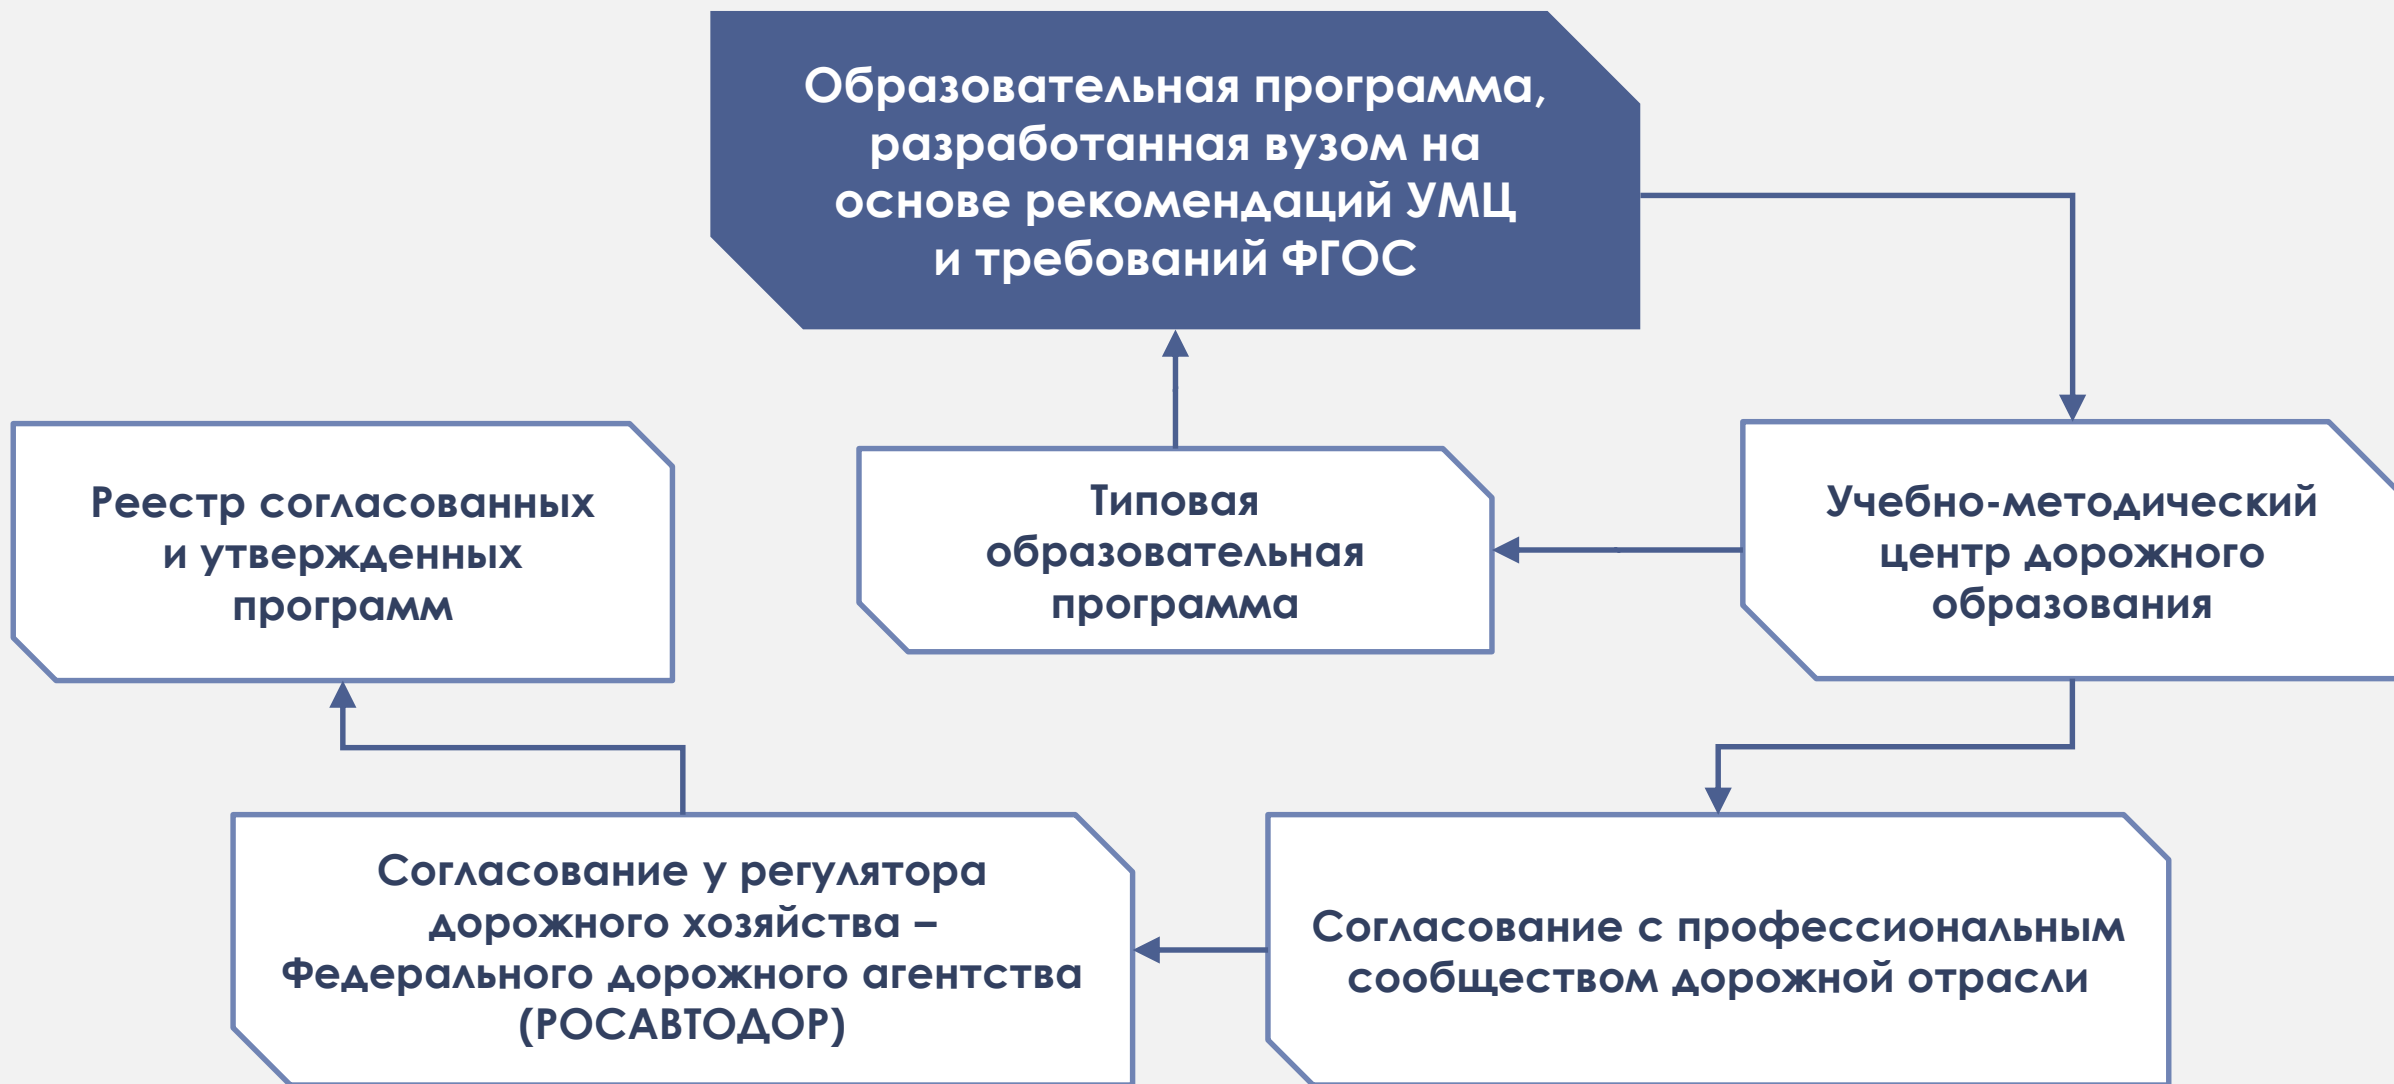 Образовательная программа,
разработанная вузом на
основе рекомендаций УМЦ
и требований ФГОС
Реестр согласованных
и утвержденных
программ
Типовая
образовательная
программа
Учебно-методический
центр дорожного
образования
Согласование у регулятора
дорожного хозяйства –
Федерального дорожного агентства
(РОСАВТОДОР)
Согласование с профессиональным
сообществом дорожной отрасли